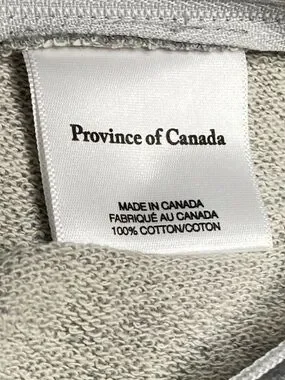 Province of Canada
MADE IN CANADA
FABRIQUÉ AU CANADA
100% COTTON/COTON